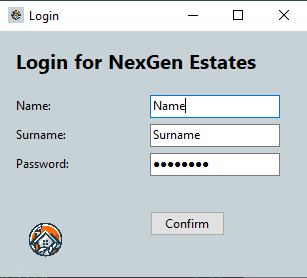 Login
Login for NexGen Estates
Name: Name
Surname: Surname
Password: ●●●●●●●●
Confirm